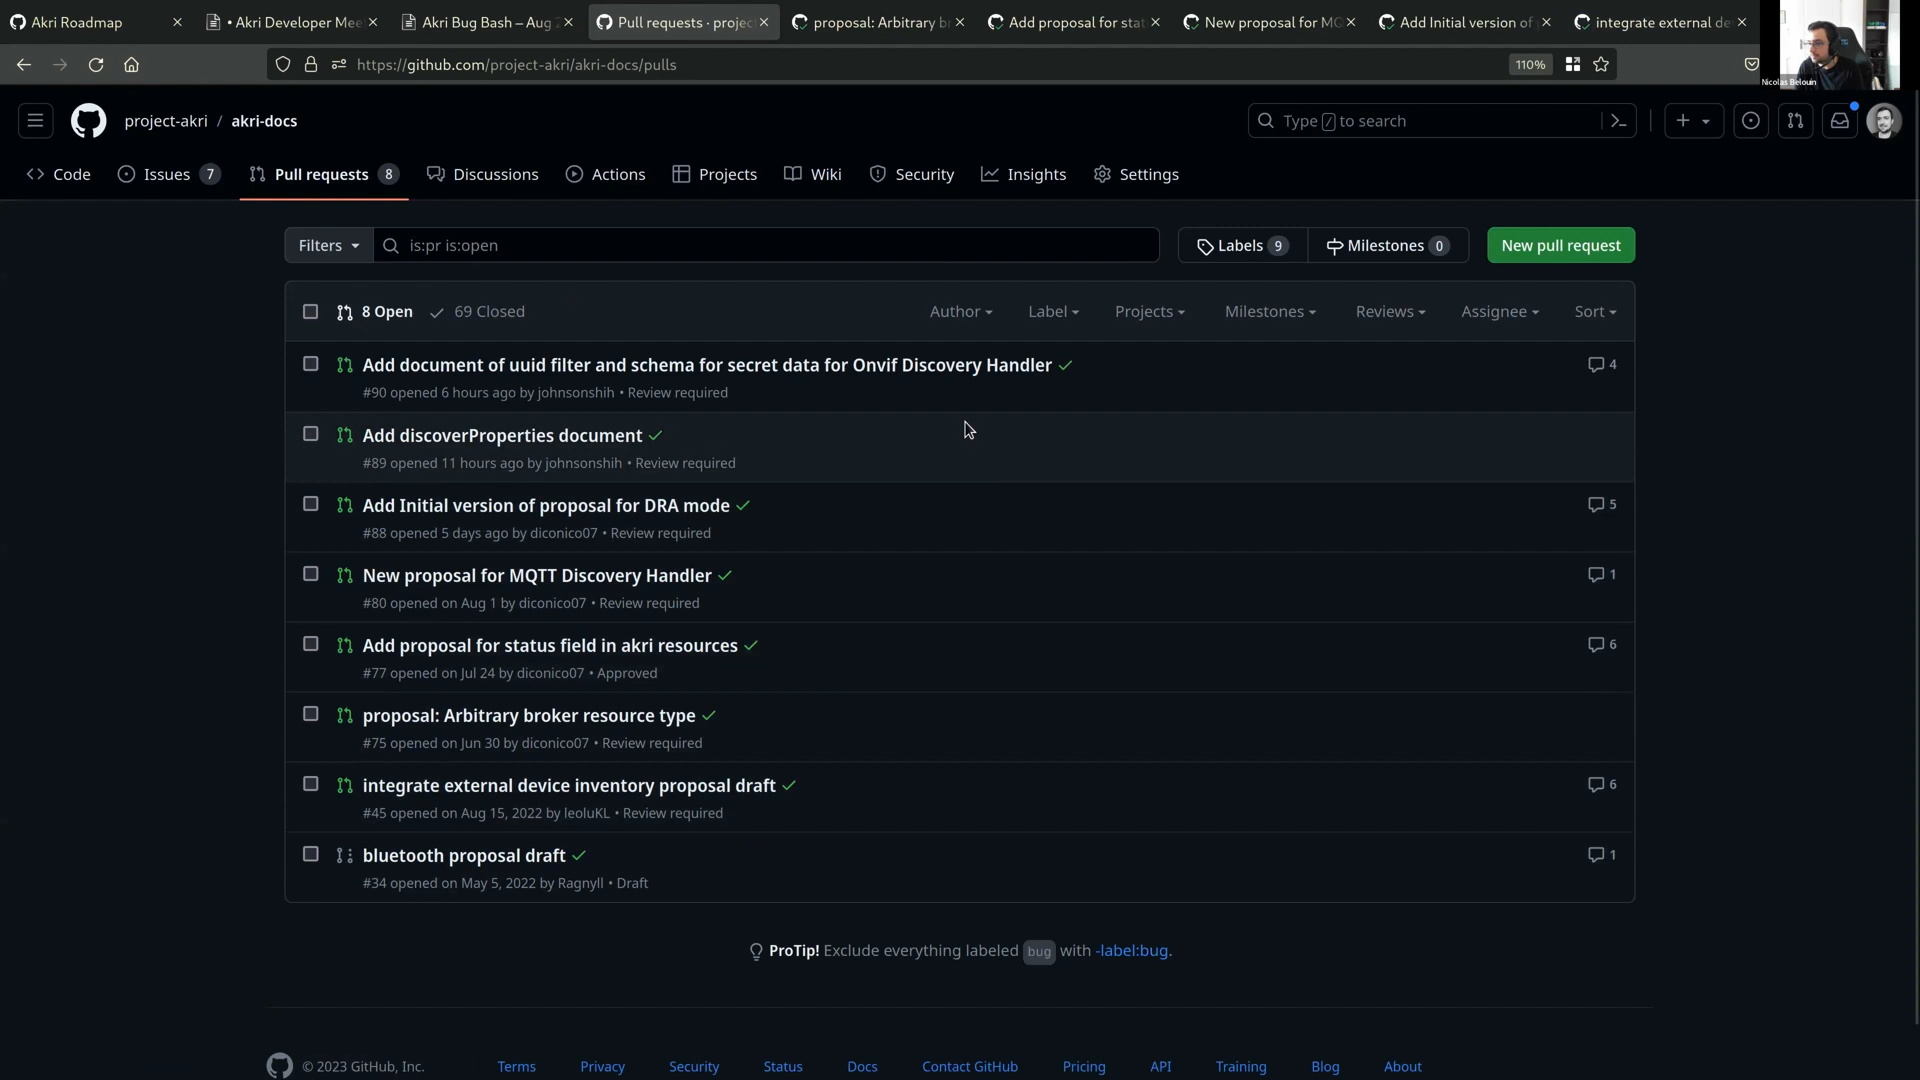 Akri Roadmap
• Akri Developer Mee
Akri Bug Bash – Aug
Pull requests · projec
proposal: Arbitrary b
Add proposal for stat
New proposal for MQ
Add Initial version of
integrate external de
https://github.com/project-akri/akri-docs/pulls
110%
Nicolas Belouin
project-akri / akri-docs
Type / to search
Code
Issues 7
Pull requests 8
Discussions
Actions
Projects
Wiki
Security
Insights
Settings
Filters
is:pr is:open
Labels 9
Milestones 0
New pull request
8 Open
69 Closed
Author
Label
Projects
Milestones
Reviews
Assignee
Sort
Add document of uuid filter and schema for secret data for Onvif Discovery Handler
4
#90 opened 6 hours ago by johnsonshih • Review required
Add discoverProperties document
#89 opened 11 hours ago by johnsonshih • Review required
Add Initial version of proposal for DRA mode
5
#88 opened 5 days ago by diconico07 • Review required
New proposal for MQTT Discovery Handler
1
#80 opened on Aug 1 by diconico07 • Review required
Add proposal for status field in akri resources
6
#77 opened on Jul 24 by diconico07 • Approved
proposal: Arbitrary broker resource type
#75 opened on Jun 30 by diconico07 • Review required
integrate external device inventory proposal draft
6
#45 opened on Aug 15, 2022 by leoluKL • Review required
bluetooth proposal draft
1
#34 opened on May 5, 2022 by Ragnyll • Draft
ProTip! Exclude everything labeled bug with -label:bug.
© 2023 GitHub, Inc.
Terms
Privacy
Security
Status
Docs
Contact GitHub
Pricing
API
Training
Blog
About